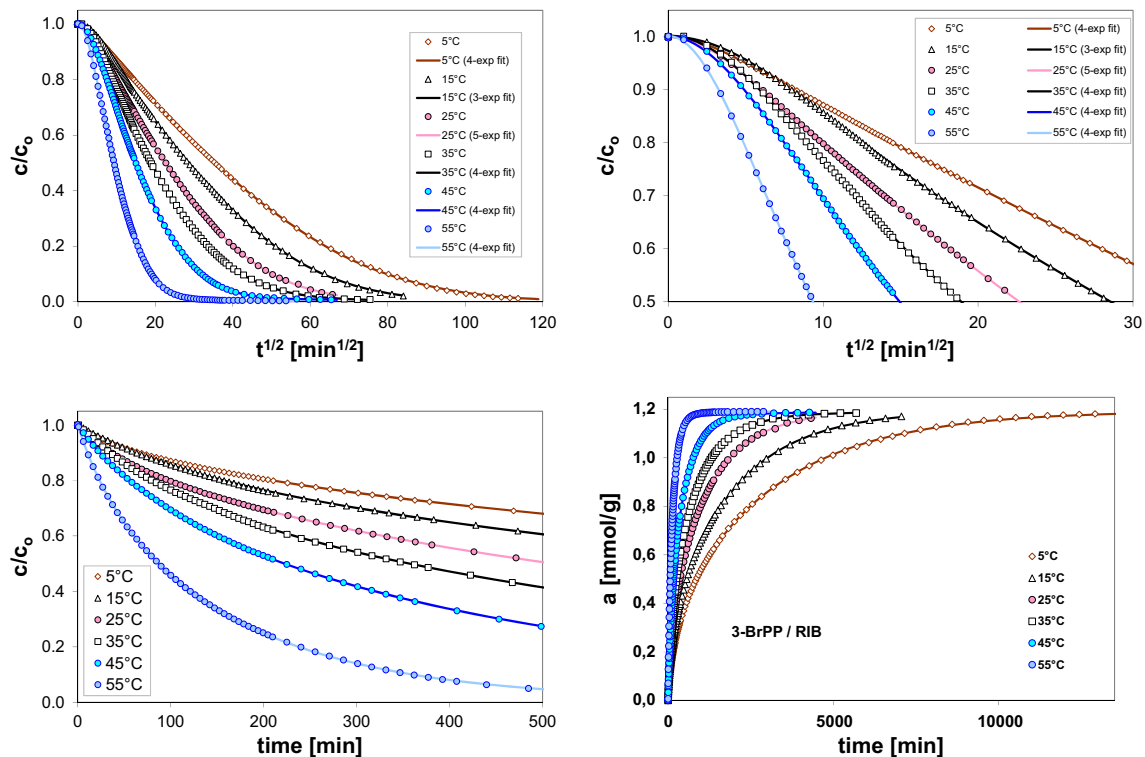 1.0
0.8
0.6
0.4
0.2
0.0
c/co
0
20
40
60
80
100
120
t1/2 [min1/2]
5°C
5°C (4-exp fit)
15°C
15°C (3-exp fit)
25°C
25°C (5-exp fit)
35°C
35°C (4-exp fit)
45°C
45°C (4-exp fit)
55°C
55°C (4-exp fit)
1.0
0.9
0.8
0.7
0.6
0.5
c/co
0
10
20
30
t1/2 [min1/2]
5°C 5°C (4-exp fit)
15°C 15°C (3-exp fit)
25°C 25°C (5-exp fit)
35°C 35°C (4-exp fit)
45°C 45°C (4-exp fit)
55°C 55°C (4-exp fit)
1.0
0.8
0.6
0.4
0.2
0.0
c/co
0
100
200
300
400
500
time [min]
5°C
15°C
25°C
35°C
45°C
55°C
1,2
1,0
0,8
0,6
0,4
0,2
0,0
a [mmol/g]
0
5000
10000
time [min]
3-BrPP / RIB
5°C
15°C
25°C
35°C
45°C
55°C